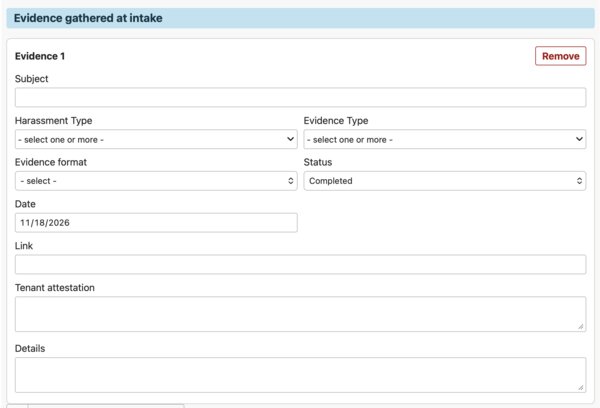 Evidence gathered at intake
Evidence 1
Remove
Subject
Harassment Type
Evidence Type
- select one or more -
- select one or more -
Evidence format
Status
- select -
Completed
Date
11/18/2026
Link
Tenant attestation
Details